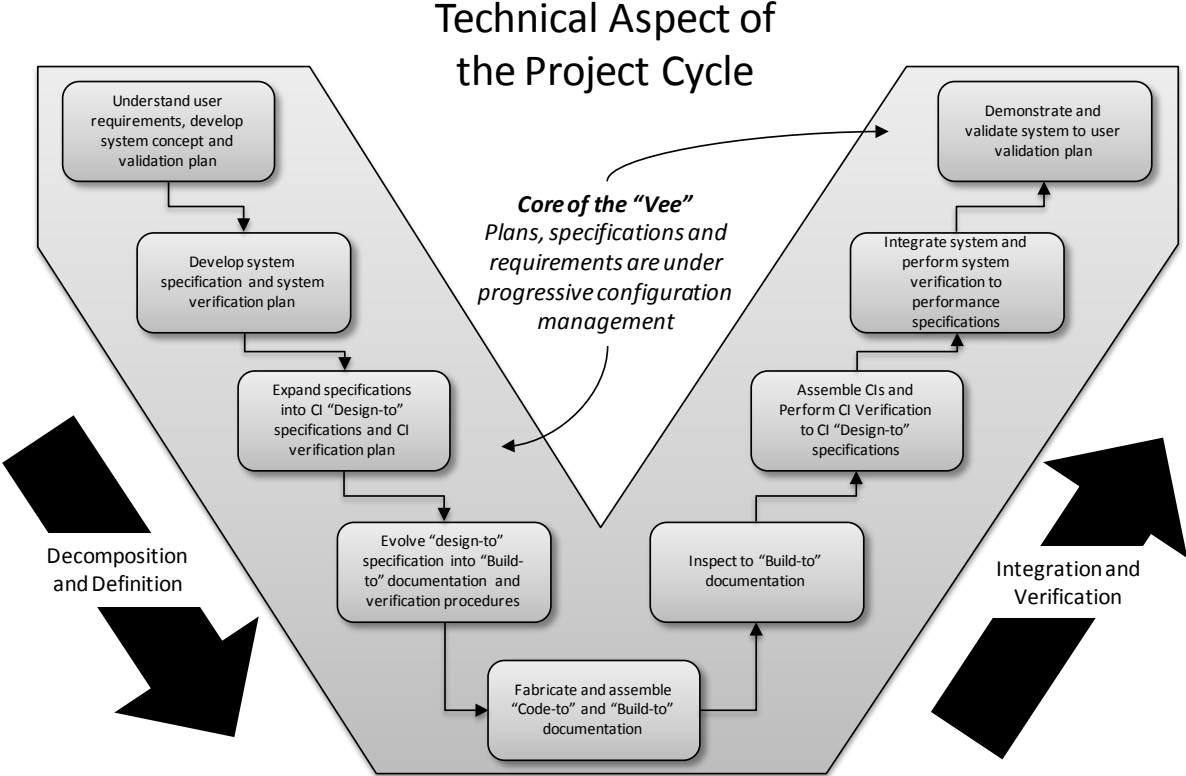 Technical Aspect of
the Project Cycle
Understand user
requirements, develop
system concept and
validation plan
Develop system
specification and system
verification plan
Expand specifications
into CI “Design-to”
specifications and CI
verification plan
Evolve “design-to”
specification into “Build-
to” documentation and
verification procedures
Fabricate and assemble
“Code-to” and “Build-to”
documentation
Inspect to “Build-to”
documentation
Assemble CIs and
Perform CI Verification
to CI “Design-to”
specifications
Integrate system and
perform system
verification to
performance
specifications
Demonstrate and
validate system to user
validation plan
Core of the “Vee”
Plans, specifications and
requirements are under
progressive configuration
management
Decomposition
and Definition
Integration and
Verification